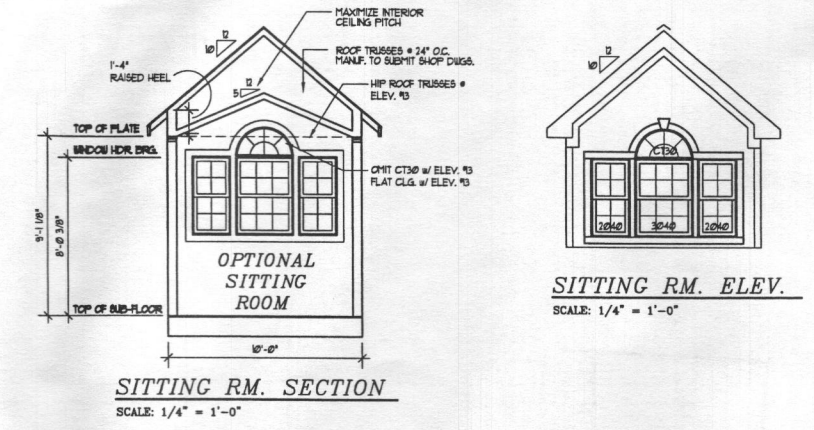 MAXIMIZE INTERIOR
CEILING PITCH
12
10
ROOF TRUSSES @ 24" O.C.
MANUF. TO SUBMIT SHOP DWGS.
1'-4"
RAISED HEEL
12
5
HIP ROOF TRUSSES @
ELEV. #3
TOP OF PLATE
WINDOW HDR. BRG.
OMIT CT30 w/ ELEV. #3
FLAT CLG. w/ ELEV. #3
9'-1 1/8"
8'-0 3/8"
OPTIONAL
SITTING
ROOM
TOP OF SUB-FLOOR
10'-0"
SITTING RM. SECTION
SCALE: 1/4" = 1'-0"
12
10
CT30
2040
3040
2040
SITTING RM. ELEV.
SCALE: 1/4" = 1'-0"